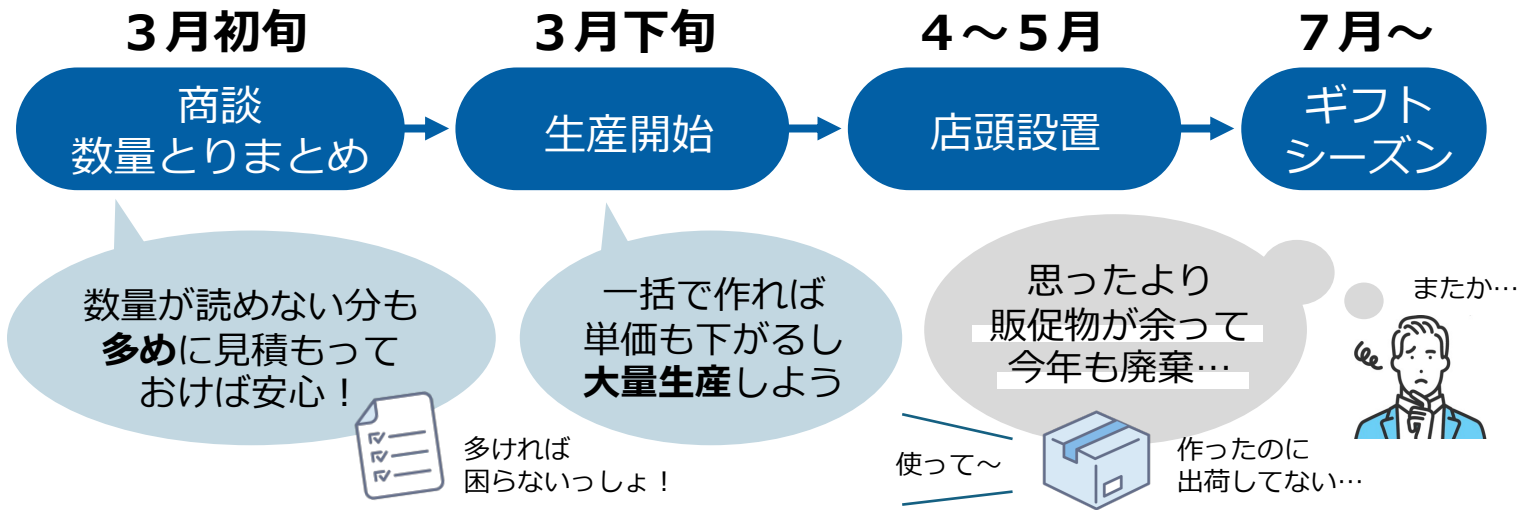 ３月初旬
３月下旬
４～５月
７月～
商談
数量とりまとめ
生産開始
店頭設置
ギフト
シーズン
数量が読めない分も
多めに見積もって
おけば安心！
多ければ
困らないっしょ！
一括で作れば
単価も下がるし
大量生産しよう
思ったより
販促物が余って
今年も廃棄…
またか…
使って～
作ったのに
出荷してない…